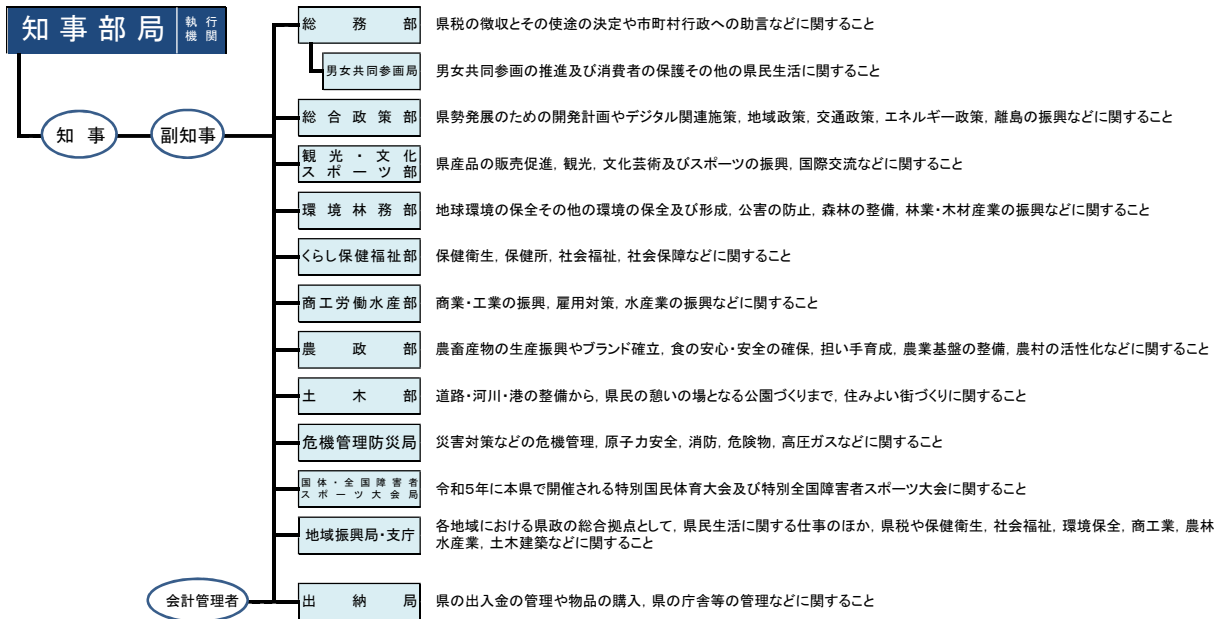 知事部局 執行機関
総務部 県税の徴収とその使途の決定や市町村行政への助言などに関すること
男女共同参画局 男女共同参画の推進及び消費者の保護その他の県民生活に関すること
知事 副知事
総合政策部 県勢発展のための開発計画やデジタル関連施策, 地域政策, 交通政策, エネルギー政策, 離島の振興などに関すること
観光・文化
スポーツ部 県産品の販売促進, 観光, 文化芸術及びスポーツの振興, 国際交流などに関すること
環境林務部 地球環境の保全その他の環境の保全及び形成, 公害の防止, 森林の整備, 林業・木材産業の振興などに関すること
くらし保健福祉部 保健衛生, 保健所, 社会福祉, 社会保障などに関すること
商工労働水産部 商業・工業の振興, 雇用対策, 水産業の振興などに関すること
農政部 農畜産物の生産振興やブランド確立, 食の安心・安全の確保, 担い手育成, 農業基盤の整備, 農村の活性化などに関すること
土木部 道路・河川・港の整備から, 県民の憩いの場となる公園づくりまで, 住みよい街づくりに関すること
危機管理防災局 災害対策などの危機管理, 原子力安全, 消防, 危険物, 高圧ガスなどに関すること
国体・全国障害者
スポーツ大会局 令和5年に本県で開催される特別国民体育大会及び特別全国障害者スポーツ大会に関すること
地域振興局・支庁 各地域における県政の総合拠点として, 県民生活に関する仕事のほか, 県税や保健衛生, 社会福祉, 環境保全, 商工業, 農林
水産業, 土木建築などに関すること
会計管理者 出納局 県の出入金の管理や物品の購入, 県の庁舎等の管理などに関すること